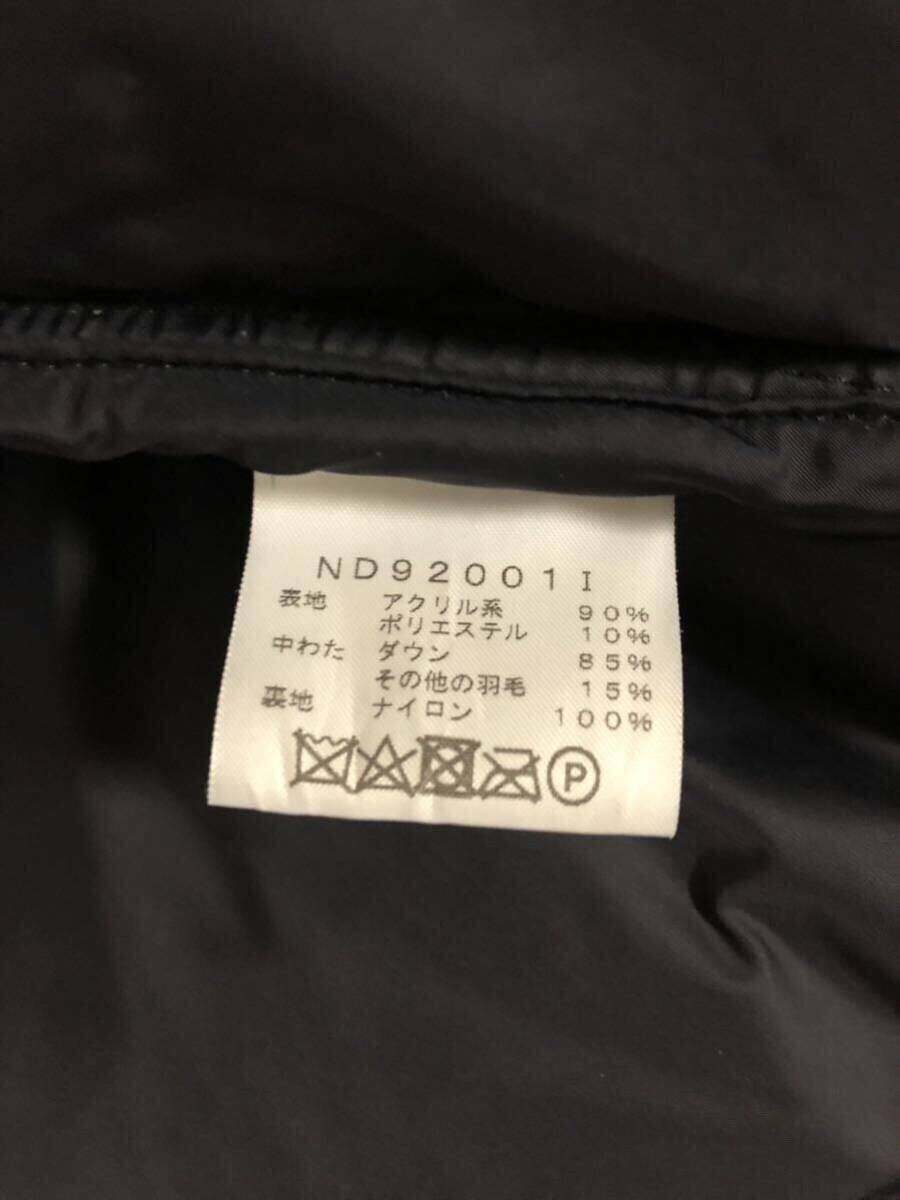 ND92001I
表地 アクリル系 90%
ポリエステル 10%
中わた ダウン 85%
その他の羽毛 15%
裏地 ナイロン 100%
P